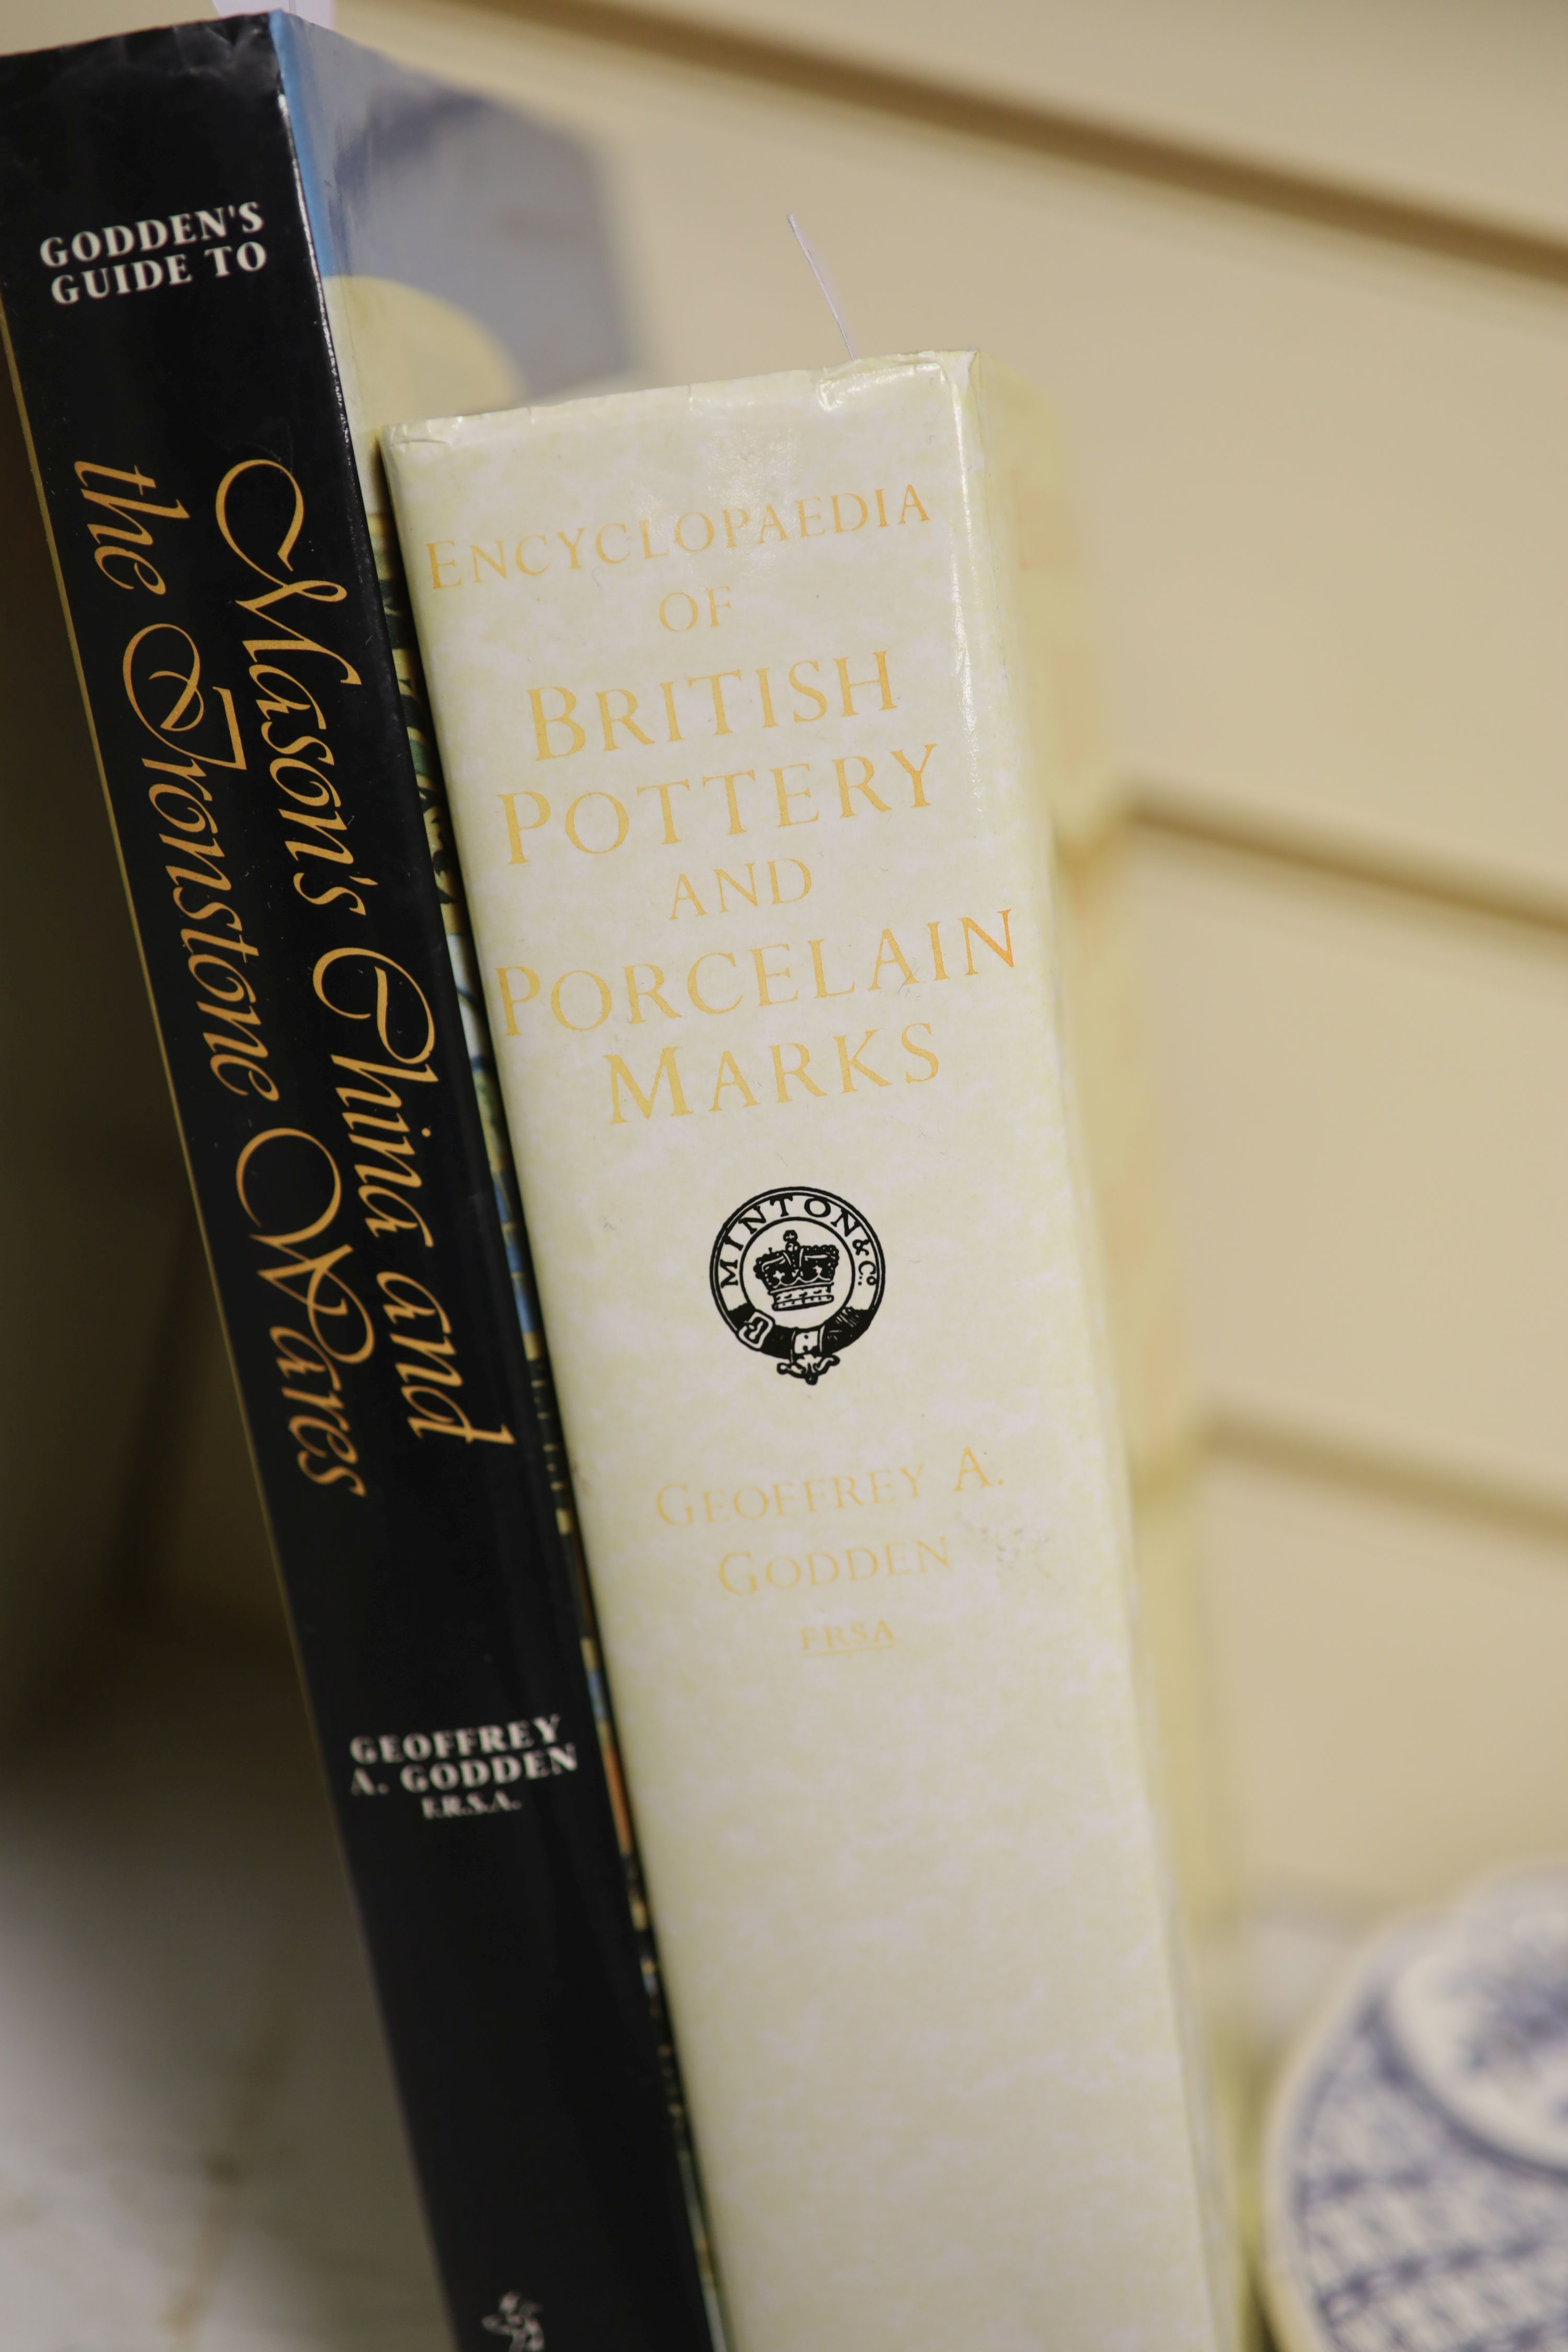 GODDEN'S
GUIDE TO
Mason's China and
the Ironstone Wares
GEOFFREY
A. GODDEN
F.R.S.A.
ENCYCLOPAEDIA
OF
BRITISH
POTTERY
AND
PORCELAIN
MARKS
MINTON & Co.
GEOFFREY A.
GODDEN
FRSA